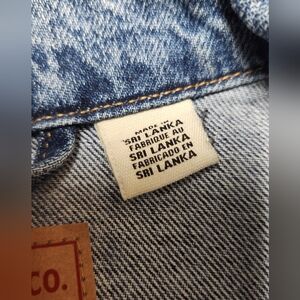 MADE IN
SRI LANKA
FABRIQUE AU
SRI LANKA
FABRICADO EN
SRI LANKA
CO.